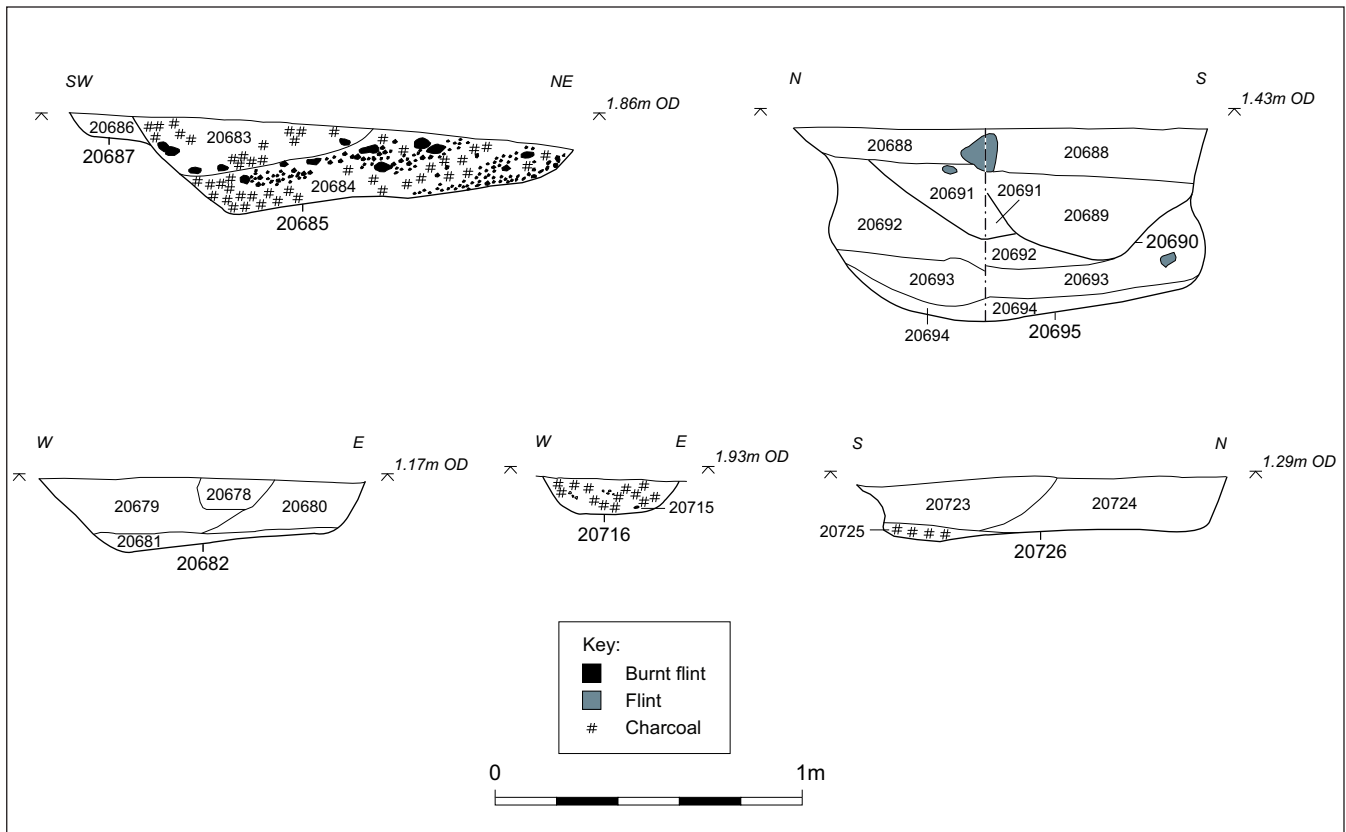 SW NE
1.86m OD
20686
20683
20687
20684
20685
N S
1.43m OD
20688 20688
20691 20691
20689
20692
20690
20692
20693 20693
20694
20694 20695
W E
1.17m OD
20679 20678 20680
20681
20682
W E
1.93m OD
20715
20716
S N
1.29m OD
20723 20724
20725
20726
Key:
Burnt flint
Flint
# Charcoal
0 1m